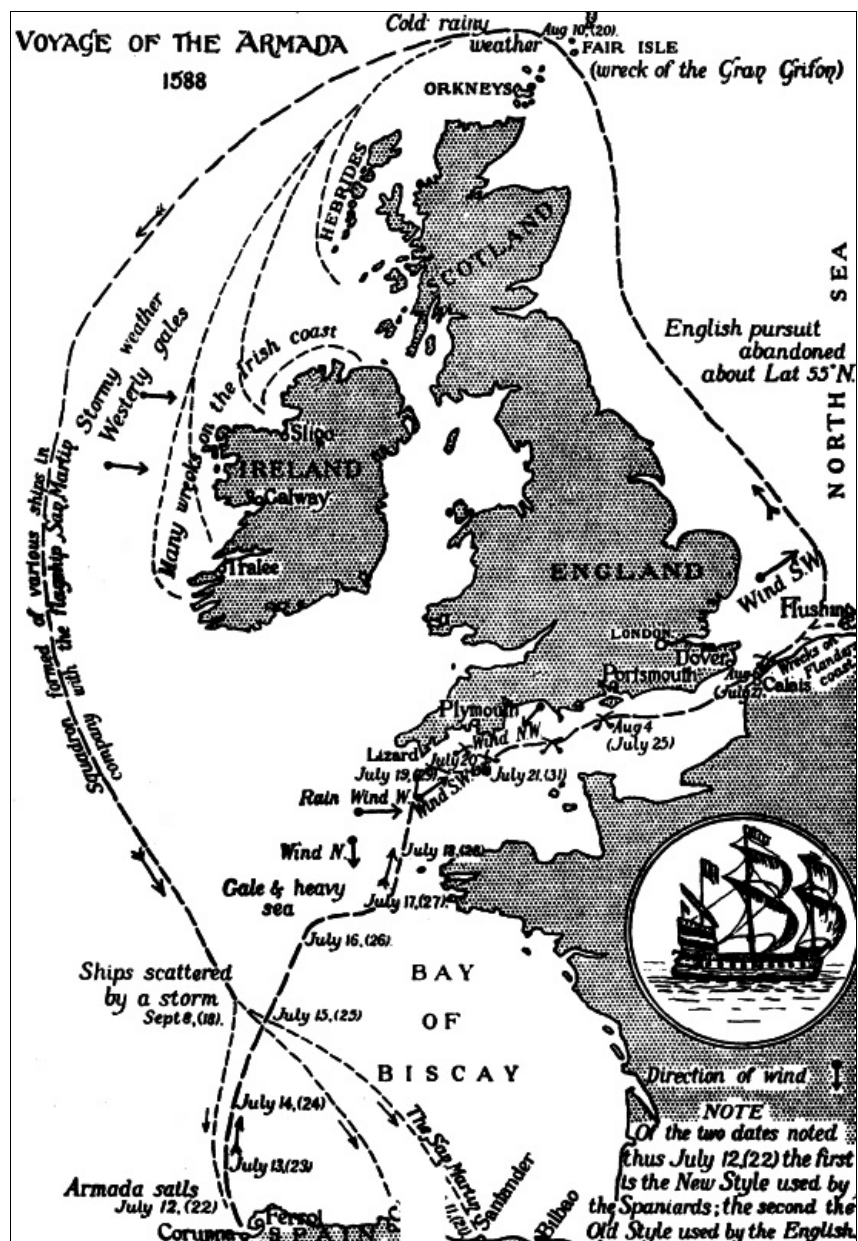 VOYAGE OF THE ARMADA
1588
Cold rainy
weather
Aug 10,(20).
FAIR ISLE
(wreck of the Gran Grifon)
ORKNEYS
HEBRIDES
SCOTLAND
NORTH SEA
English pursuit
abandoned
about Lat 55°N.
Stormy weather
Westerly gales
Many wrecks on the Irish coast
Sligo
IRELAND
Galway
Tralee
Squadron formed of various ships in
company with the flagship San Martin
ENGLAND
Wind S.W.
Flushing
LONDON
Dover
Wrecks on
Flanders
coast.
Calais
Portsmouth
Plymouth
Wind N.W
Aug 4
(July 25)
Lizard
July 20
July 19,(29)
July 21,(31)
Wind S.W.
Rain Wind W.
Wind N.
July 18,(28)
Gale & heavy
sea
July 17,(27).
July 16,(26).
Ships scattered
by a storm
Sept 8,(18).
July 15,(25)
BAY
OF
BISCAY
July 14,(24)
July 13,(23)
The San Martin
Armada sails
July 12,(22)
Corunna
Ferrol
SPAIN
Santander
Bilbao
Direction of wind
NOTE
Of the two dates noted
thus July 12,(22) the first
is the New Style used by
the Spaniards; the second the
Old Style used by the English.